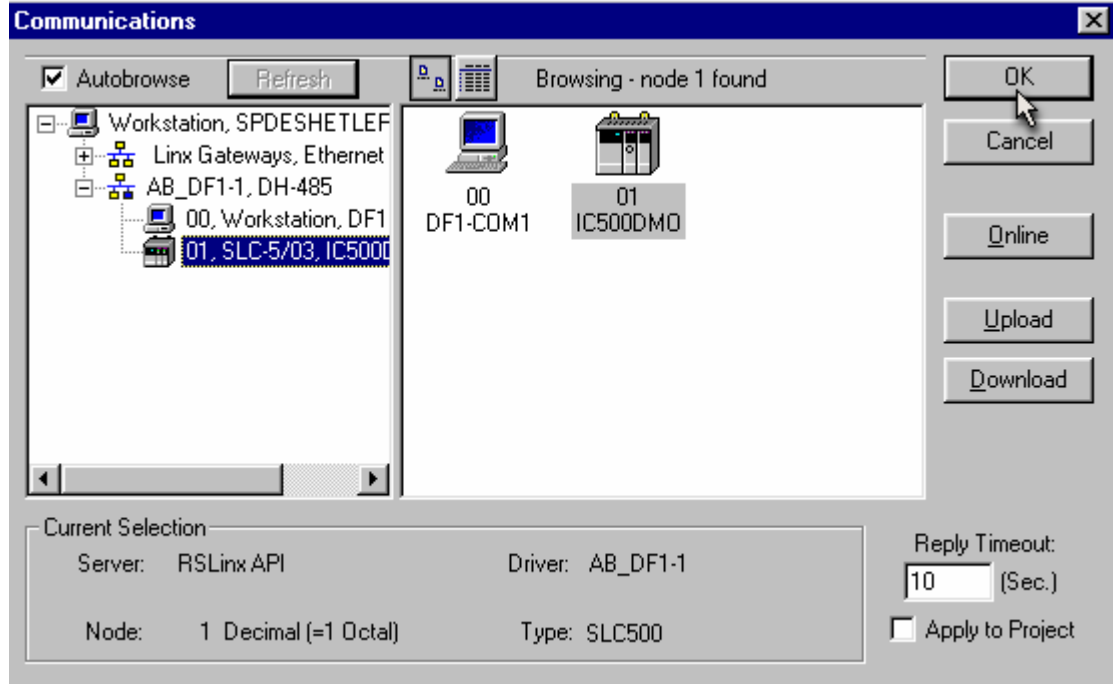 Communications
Autobrowse
Refresh
Browsing - node 1 found
OK
Cancel
Online
Upload
Download
Workstation, SPDESHETLEF
Linx Gateways, Ethernet
AB_DF1-1, DH-485
00, Workstation, DF1
01, SLC-5/03, IC500D
00
DF1-COM1
01
IC500DMO
Current Selection
Server: RSLinx API
Driver: AB_DF1-1
Node: 1 Decimal (=1 Octal)
Type: SLC500
Reply Timeout:
10 (Sec.)
Apply to Project